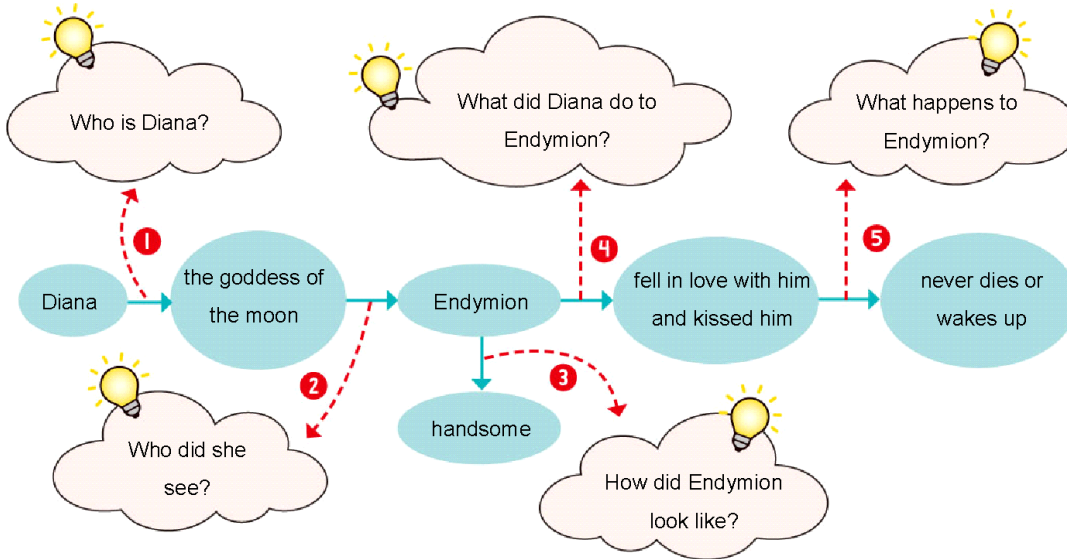 Who is Diana?
What did Diana do to
Endymion?
What happens to
Endymion?
1
4
5
Diana
the goddess of
the moon
Endymion
fell in love with him
and kissed him
never dies or
wakes up
2
3
handsome
Who did she
see?
How did Endymion
look like?